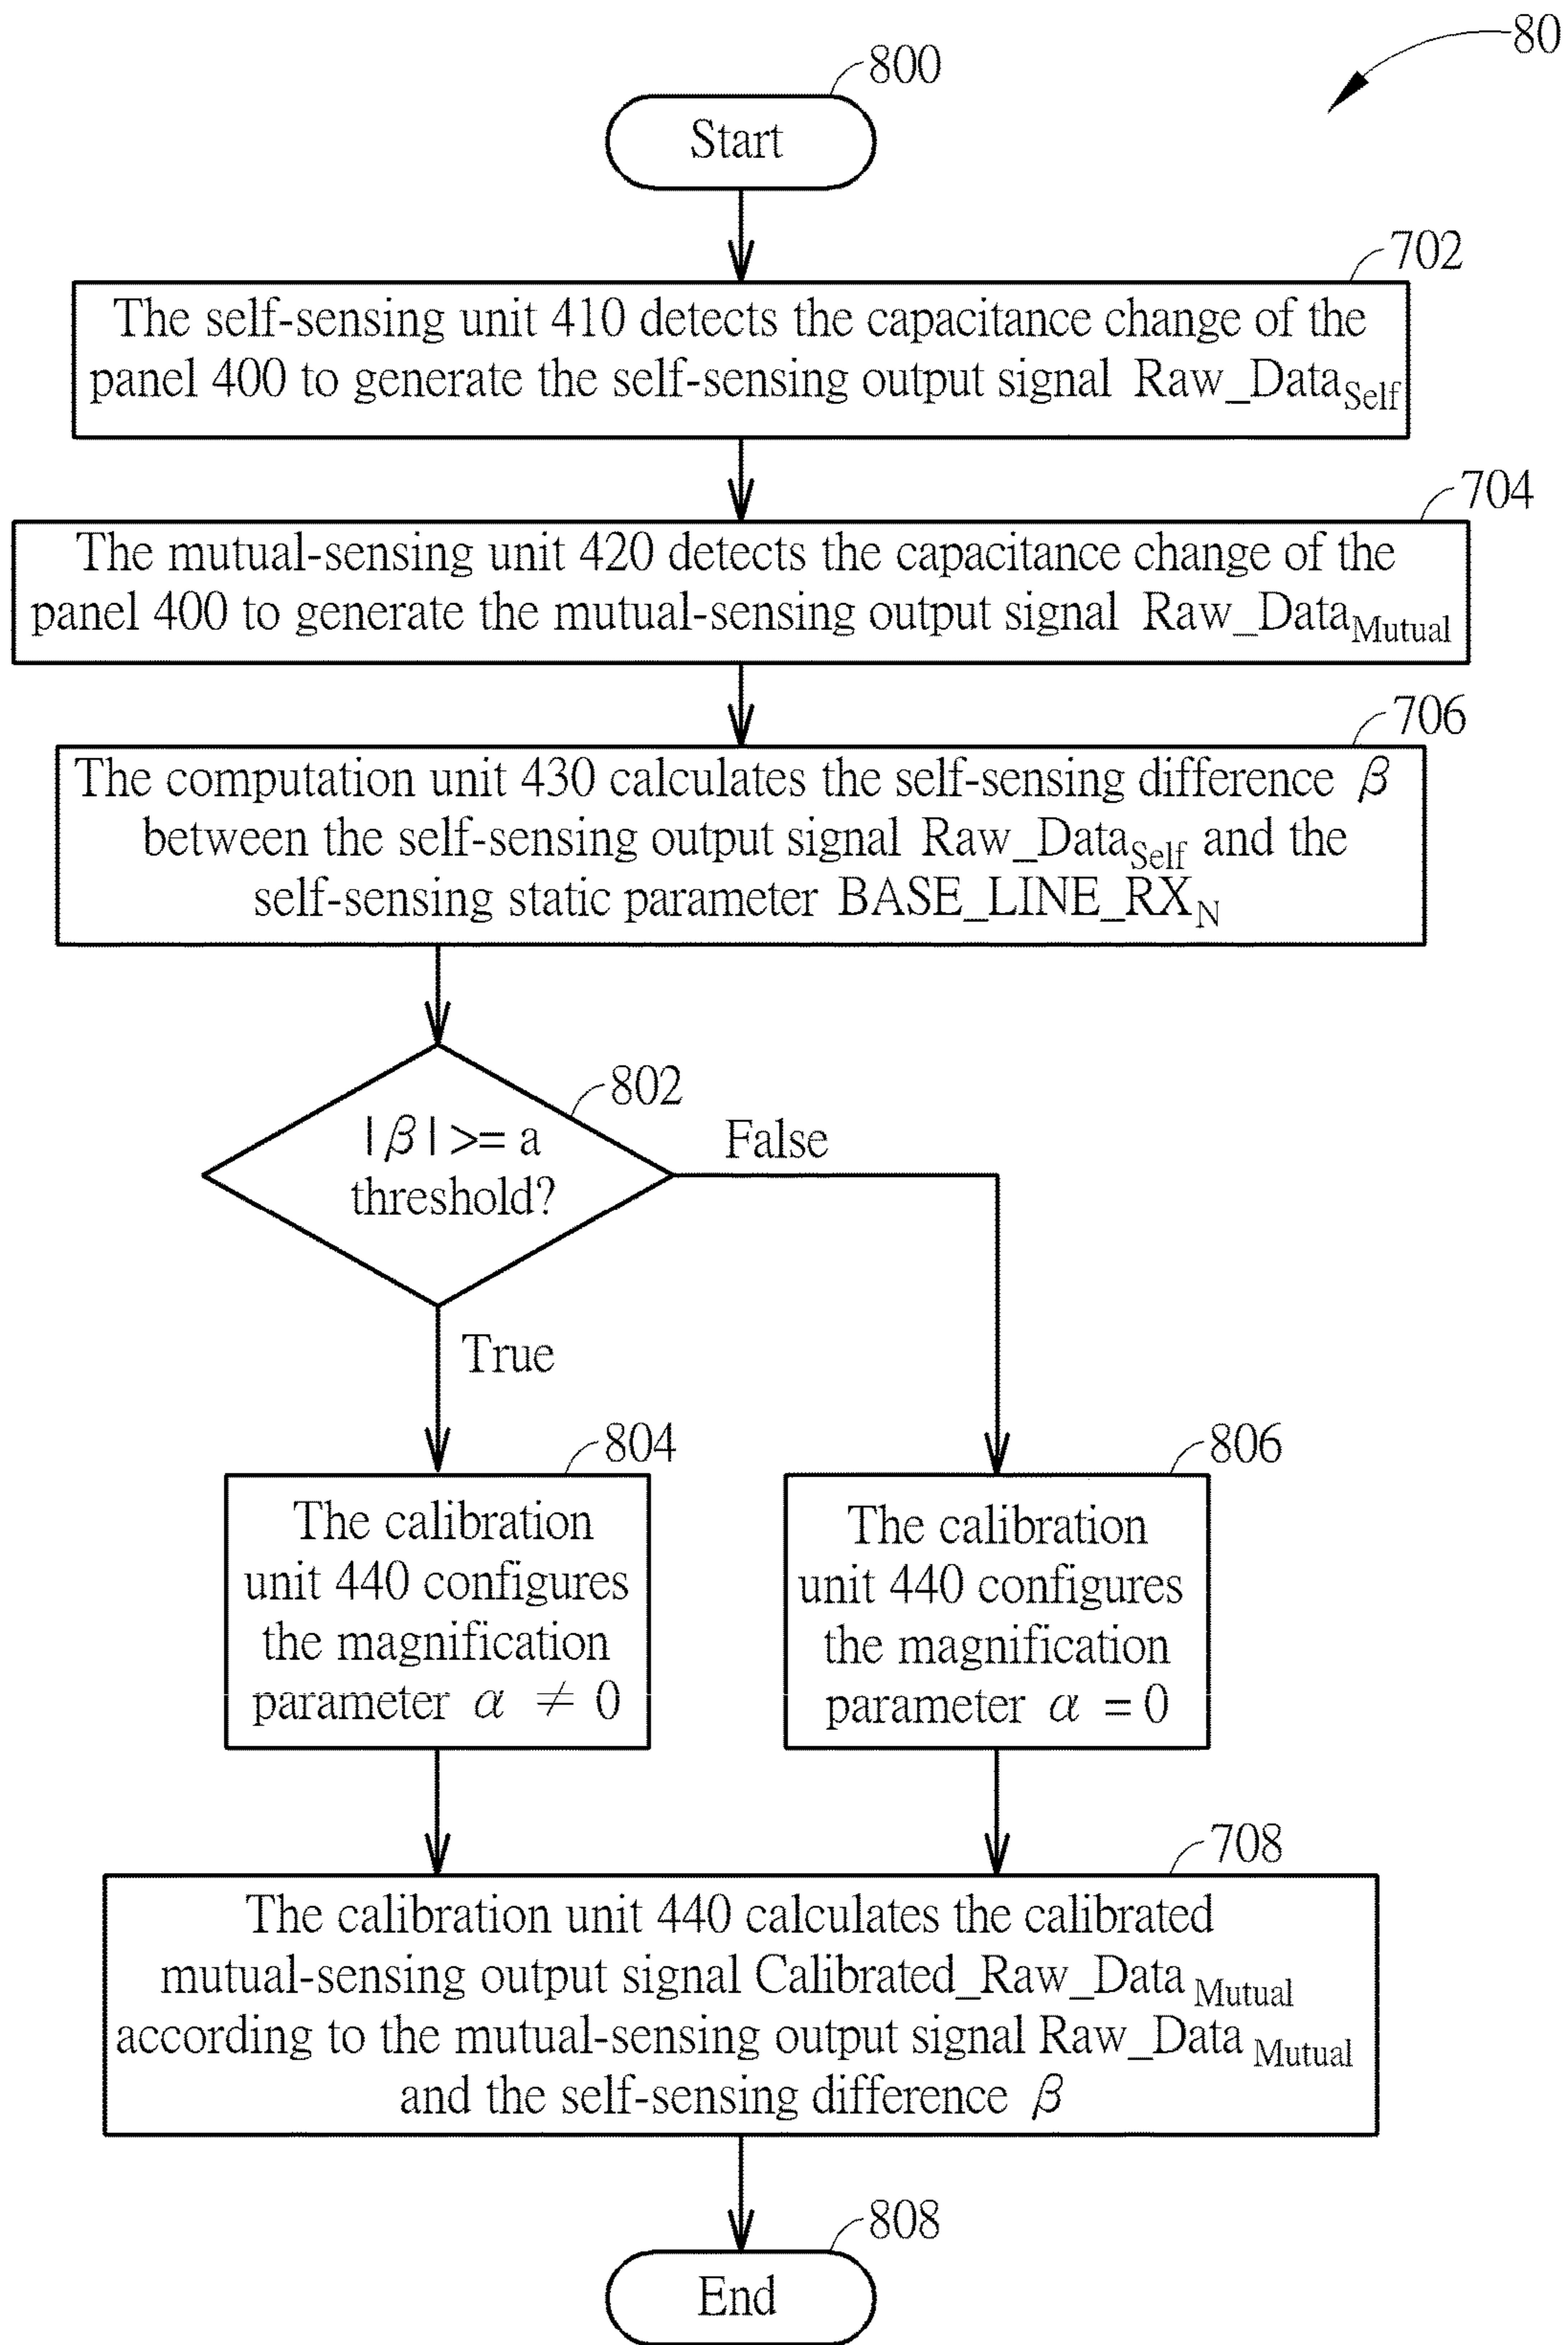 80
800
Start
702
The self-sensing unit 410 detects the capacitance change of the
panel 400 to generate the self-sensing output signal Raw_DataSelf
704
The mutual-sensing unit 420 detects the capacitance change of the
panel 400 to generate the mutual-sensing output signal Raw_DataMutual
706
The computation unit 430 calculates the self-sensing difference β
between the self-sensing output signal Raw_DataSelf and the
self-sensing static parameter BASE_LINE_RXN
802
|β| >= a
threshold?
False
True
804
The calibration
unit 440 configures
the magnification
parameter α ≠ 0
806
The calibration
unit 440 configures
the magnification
parameter α = 0
708
The calibration unit 440 calculates the calibrated
mutual-sensing output signal Calibrated_Raw_Data Mutual
according to the mutual-sensing output signal Raw_Data Mutual
and the self-sensing difference β
808
End